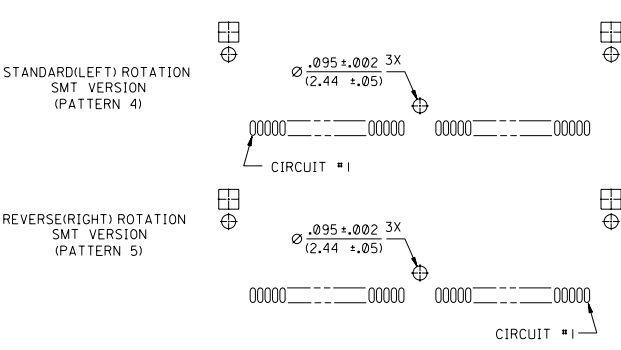 STANDARD(LEFT) ROTATION
SMT VERSION
(PATTERN 4)
Ø .095 ±.002 3X
(2.44 ±.05)
CIRCUIT #1
REVERSE(RIGHT) ROTATION
SMT VERSION
(PATTERN 5)
Ø .095 ±.002 3X
(2.44 ±.05)
CIRCUIT #1